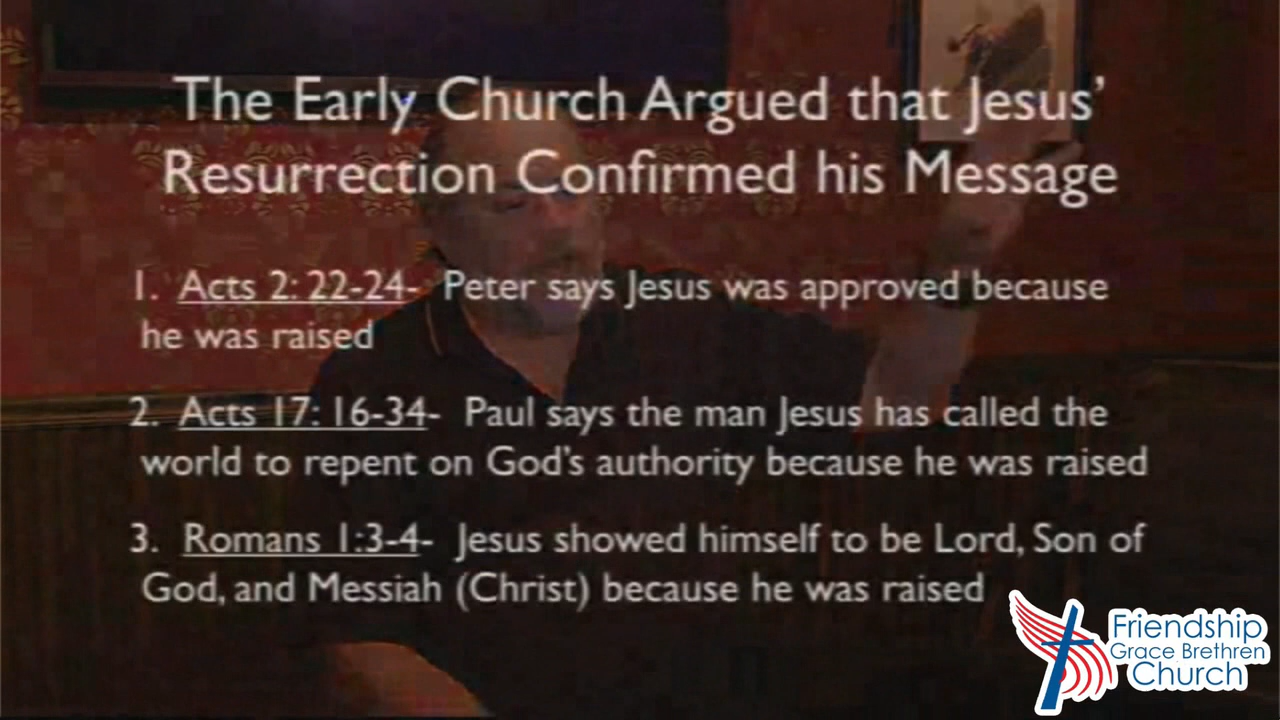 The Early Church Argued that Jesus’
Resurrection Confirmed his Message
1. Acts 2: 22-24- Peter says Jesus was approved because
he was raised
2. Acts 17: 16-34- Paul says the man Jesus has called the
world to repent on God’s authority because he was raised
3. Romans 1:3-4- Jesus showed himself to be Lord, Son of
God, and Messiah (Christ) because he was raised
Friendship
Grace Brethren
Church